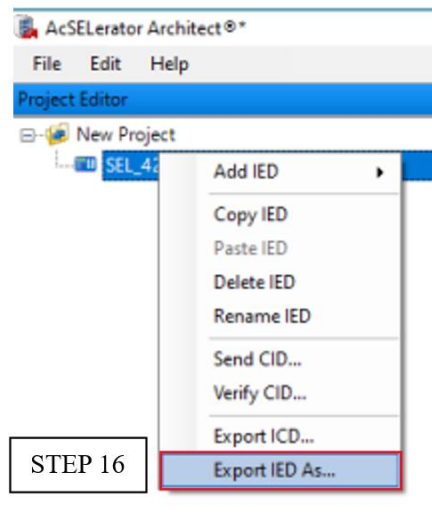 AcSELerator Architect®*
File Edit Help
Project Editor
New Project
SEL_42
Add IED
Copy IED
Paste IED
Delete IED
Rename IED
Send CID...
Verify CID...
Export ICD...
Export IED As...
STEP 16